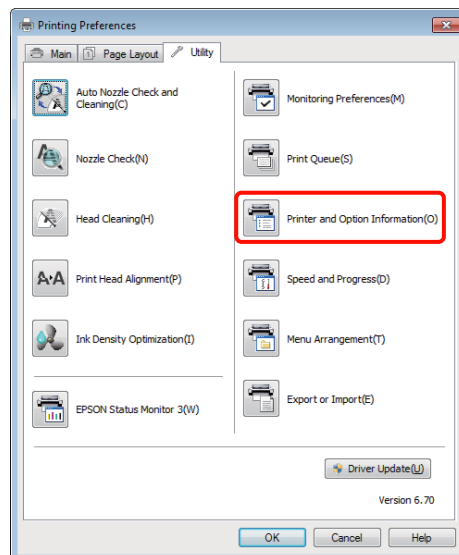 Printing Preferences
Main
Page Layout
Utility
Auto Nozzle Check and
Cleaning(C)
Nozzle Check(N)
Head Cleaning(H)
Print Head Alignment(P)
Ink Density Optimization(I)
EPSON Status Monitor 3(W)
Monitoring Preferences(M)
Print Queue(S)
Printer and Option Information(O)
Speed and Progress(D)
Menu Arrangement(T)
Export or Import(E)
Driver Update(U)
Version 6.70
OK
Cancel
Help